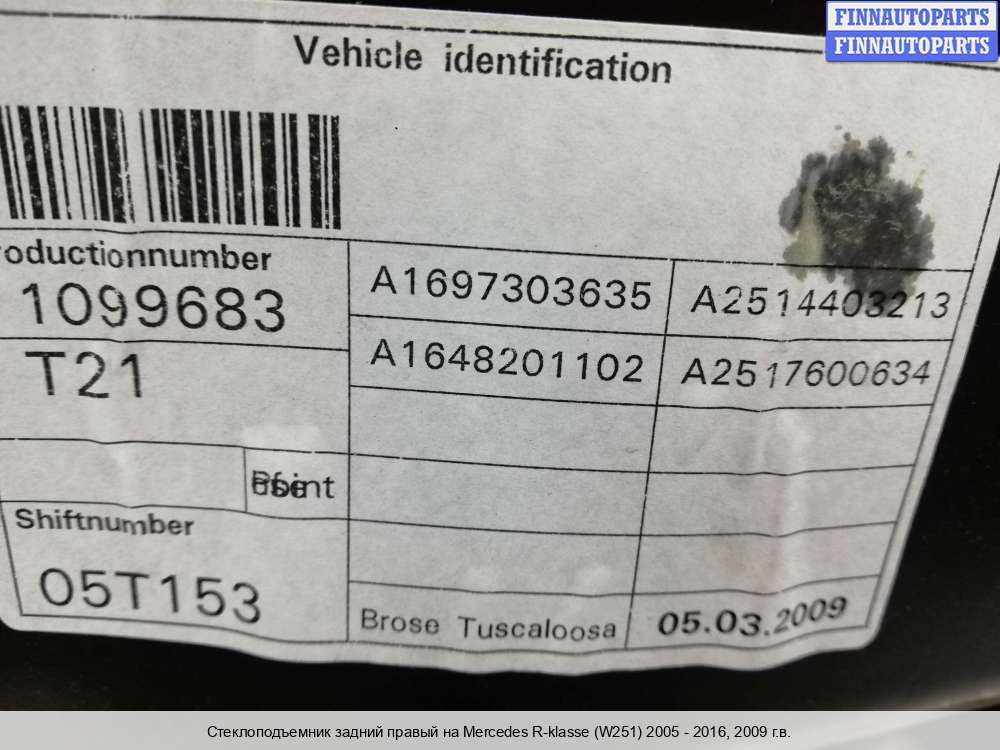 FINNAUTOPARTS
FINNAUTOPARTS
Vehicle identification
roductionnumber
1099683
A1697303635
A2514403213
T21
A1648201102
A2517600634
Shiftnumber
05T153
Brose Tuscaloosa
05.03.2009
Стеклоподъемник задний правый на Mercedes R-klasse (W251) 2005 - 2016, 2009 г.в.